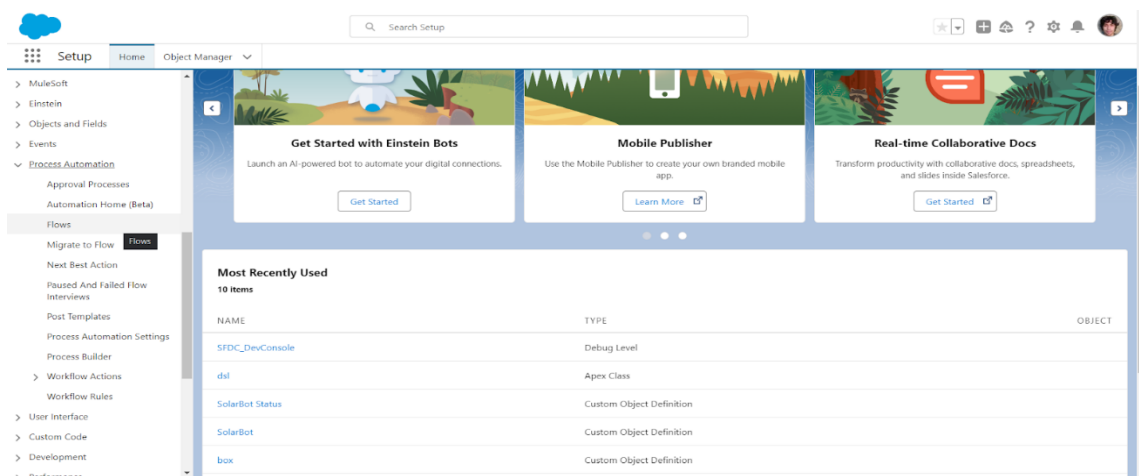 Search Setup
Setup
Home
Object Manager
MuleSoft
Einstein
Objects and Fields
Events
Process Automation
Approval Processes
Automation Home (Beta)
Flows
Migrate to Flow
Flows
Next Best Action
Paused And Failed Flow
Interviews
Post Templates
Process Automation Settings
Process Builder
Workflow Actions
Workflow Rules
User Interface
Custom Code
Development
Get Started with Einstein Bots
Launch an AI-powered bot to automate your digital connections.
Get Started
Mobile Publisher
Use the Mobile Publisher to create your own branded mobile
app.
Learn More
Real-time Collaborative Docs
Transform productivity with collaborative docs, spreadsheets,
and slides inside Salesforce.
Get Started
Most Recently Used
10 items
NAME TYPE OBJECT
SFDC_DevConsole Debug Level
dsl Apex Class
SolarBot Status Custom Object Definition
SolarBot Custom Object Definition
box Custom Object Definition